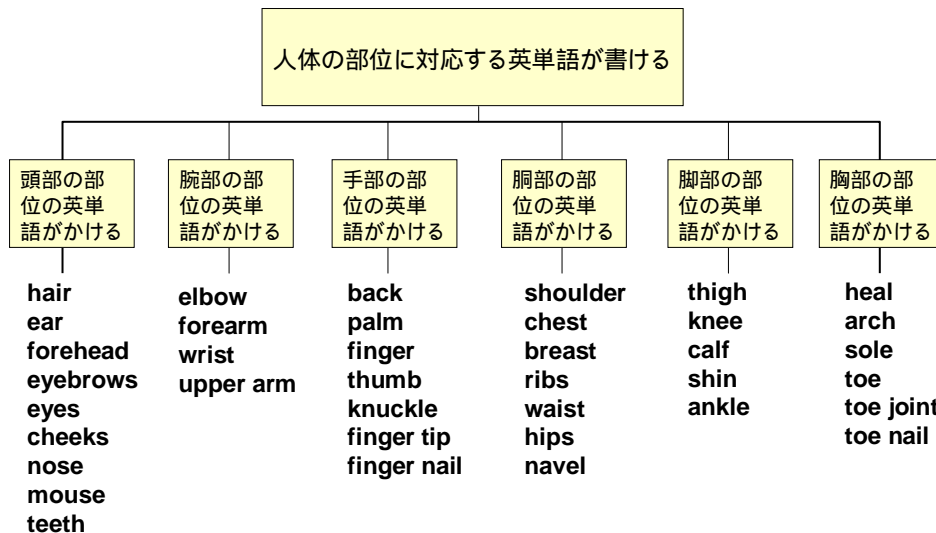 人体の部位に対応する英単語が書ける
頭部の部
位の英単
語がかける
hair
ear
forehead
eyebrows
eyes
cheeks
nose
mouse
teeth
腕部の部
位の英単
語がかける
elbow
forearm
wrist
upper arm
手部の部
位の英単
語がかける
back
palm
finger
thumb
knuckle
finger tip
finger nail
胴部の部
位の英単
語がかける
shoulder
chest
breast
ribs
waist
hips
navel
脚部の部
位の英単
語がかける
thigh
knee
calf
shin
ankle
胸部の部
位の英単
語がかける
heal
arch
sole
toe
toe joint
toe nail